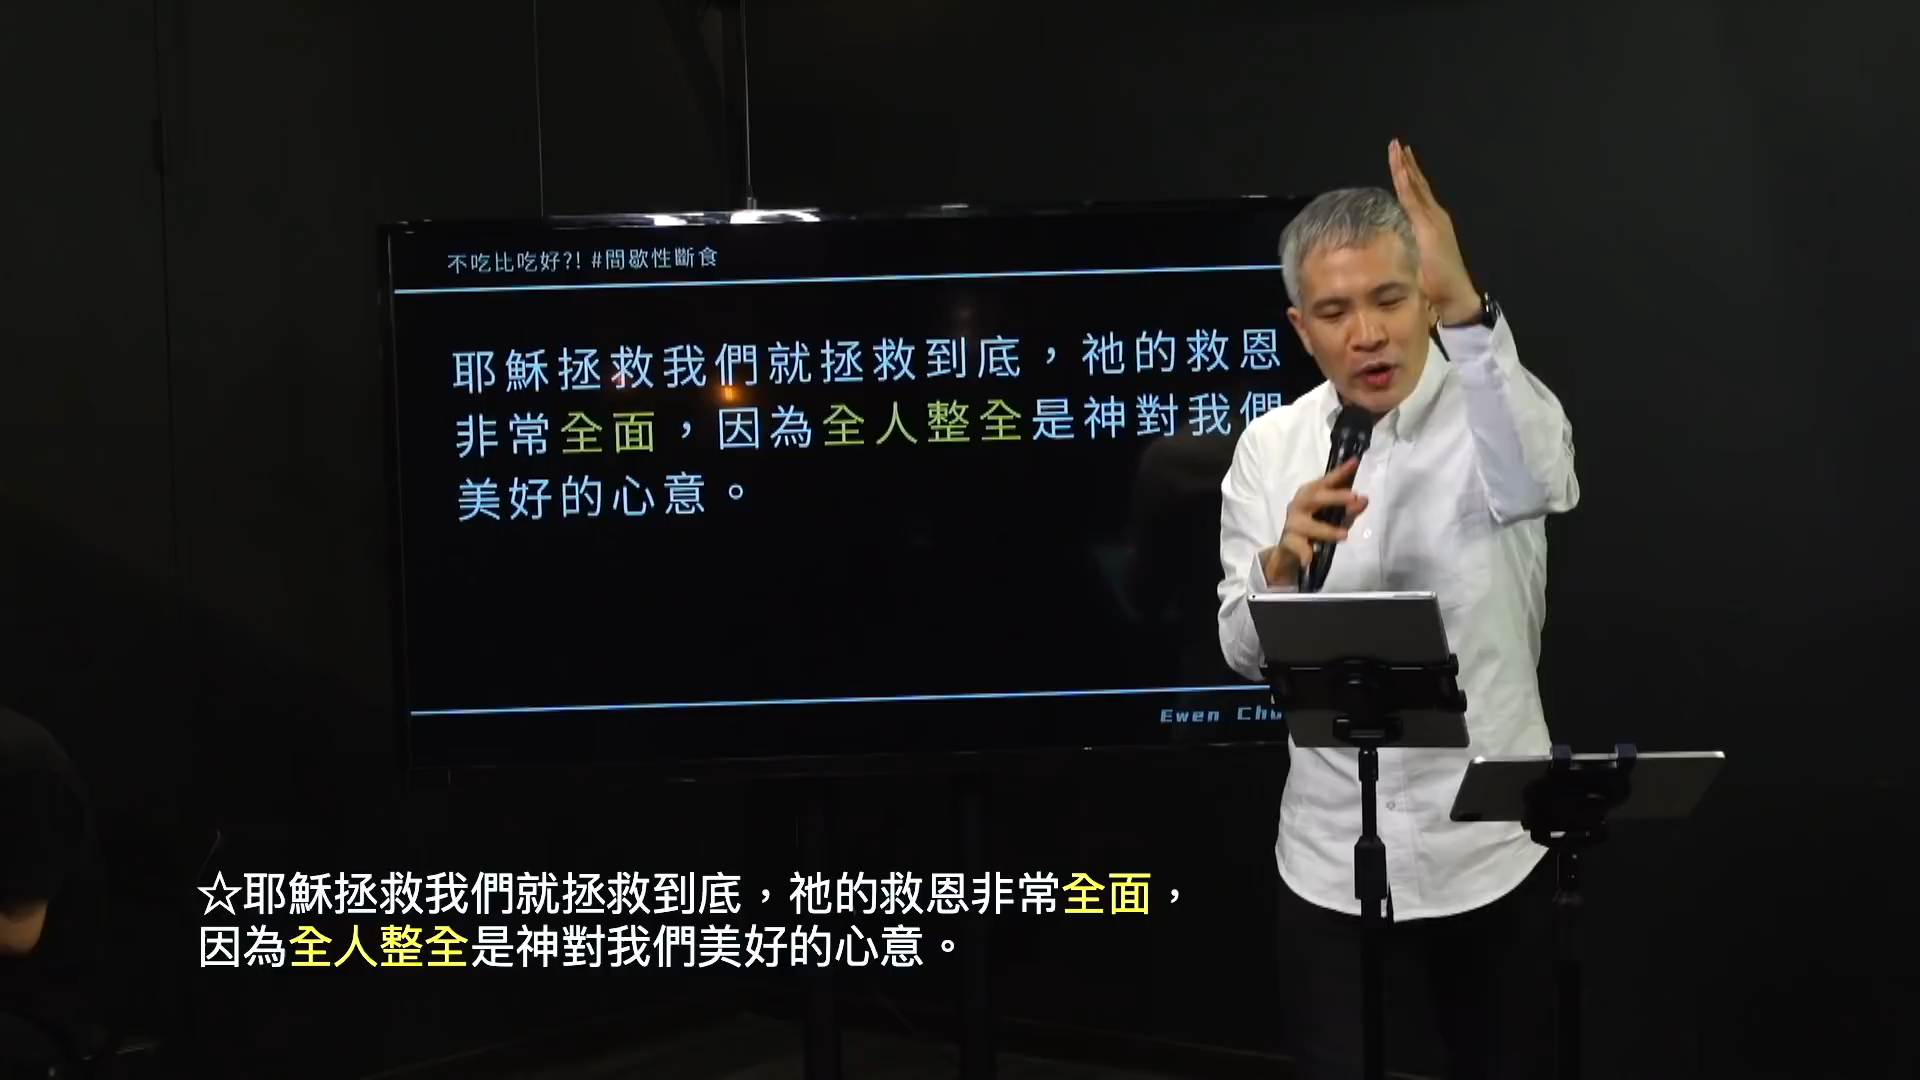 不吃比吃好?! #間歇性斷食
耶穌拯救我們就拯救到底，祂的救恩
非常全面，因為全人整全是神對我們
美好的心意。
Ewen
☆耶穌拯救我們就拯救到底，祂的救恩非常全面，
因為全人整全是神對我們美好的心意。